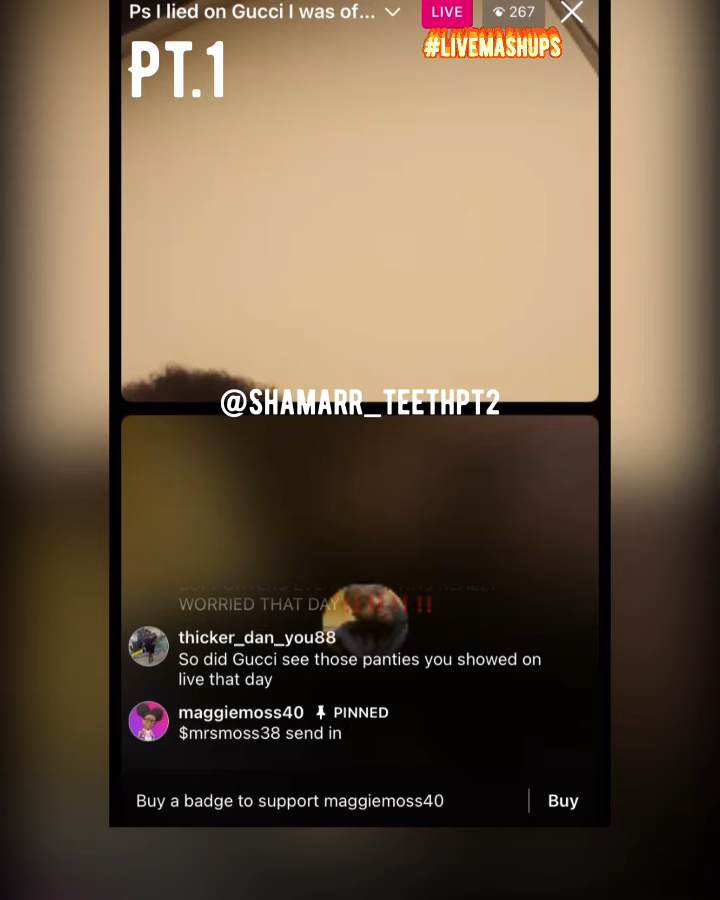 Ps I lied on Gucci I was of...
LIVE
267
#LIVEMASHUPS
PT.1
@SHAMARR_TEETHPT2
WORRIED THAT DAY‼️‼️‼️‼️
thicker_dan_you88
So did Gucci see those panties you showed on
live that day
maggiemoss40 PINNED
$mrsmoss38 send in
Buy a badge to support maggiemoss40
Buy